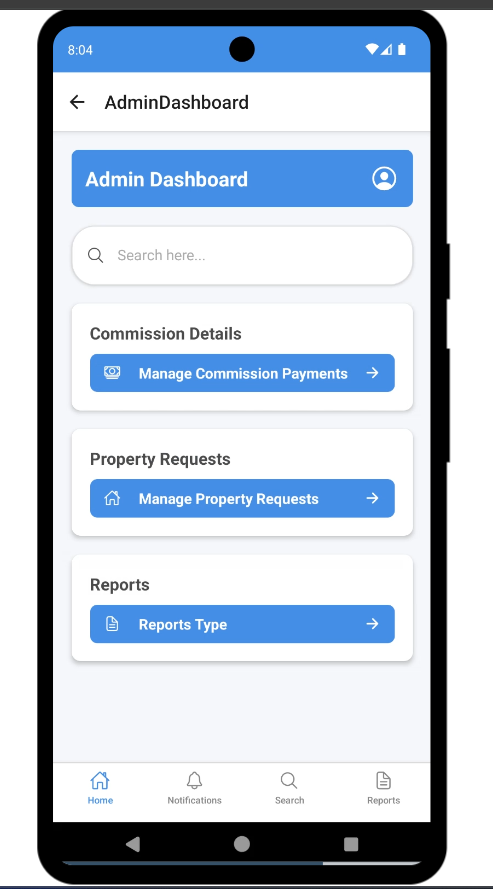 8:04
AdminDashboard
Admin Dashboard
Search here...
Commission Details
Manage Commission Payments
Property Requests
Manage Property Requests
Reports
Reports Type
Home Notifications Search Reports